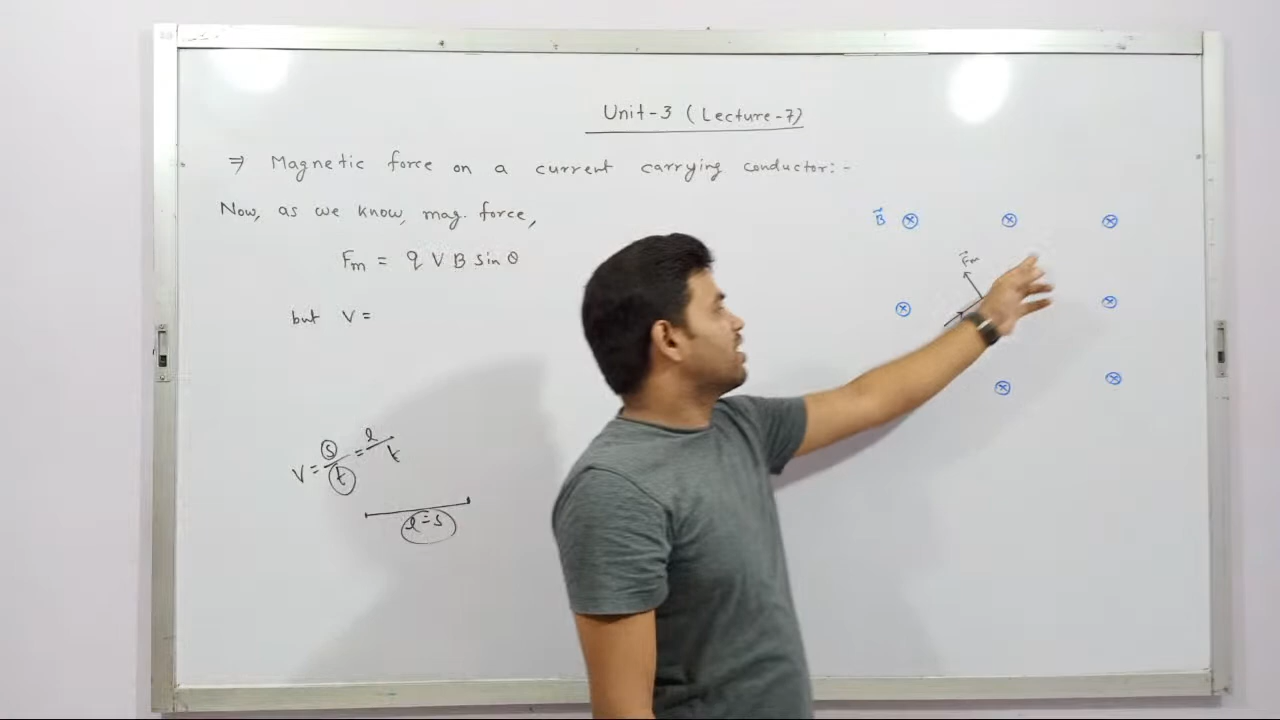 Unit-3 (Lecture-7)
⇒ Magnetic force on a current carrying conductor:-
Now, as we know, mag. force,
Fm = q V B Sin θ
but V =
V = s/t = l/t
l = s
B⃗ ⊗ ⊗ ⊗
F⃗m
⊗ ⊗
⊗ ⊗